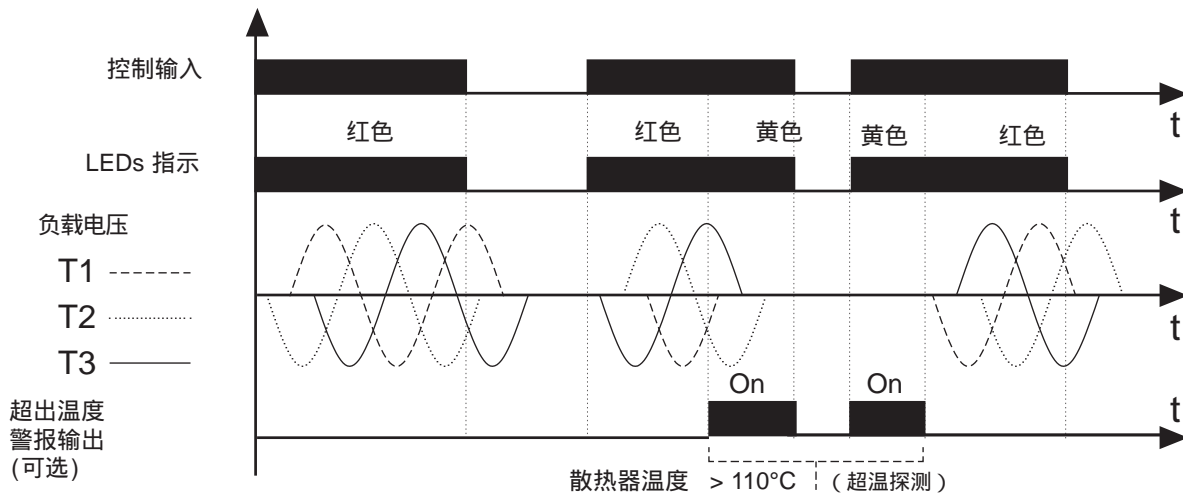 控制输入
t
红色
红色
黄色
黄色
红色
LEDs 指示
t
负载电压
T1
T2
t
T3
On
On
超出温度
t
警报输出
(可选)
散热器温度 > 110°C (超温探测)